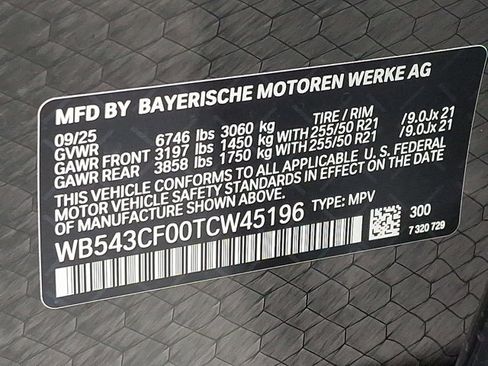 MFD BY BAYERISCHE MOTOREN WERKE AG
09/25 TIRE / RIM
GVWR 6746 lbs 3060 kg
GAWR FRONT 3197 lbs 1450 kg WITH 255/50 R21 /9.0Jx21
GAWR REAR 3858 lbs 1750 kg WITH 255/50 R21 /9.0Jx21
THIS VEHICLE CONFORMS TO ALL APPLICABLE U.S. FEDERAL
MOTOR VEHICLE SAFETY STANDARDS IN EFFECT ON THE DATE
OF MANUFACTURE SHOWN ABOVE.
WB543CF00TCW45196 TYPE: MPV
300
7 320 729